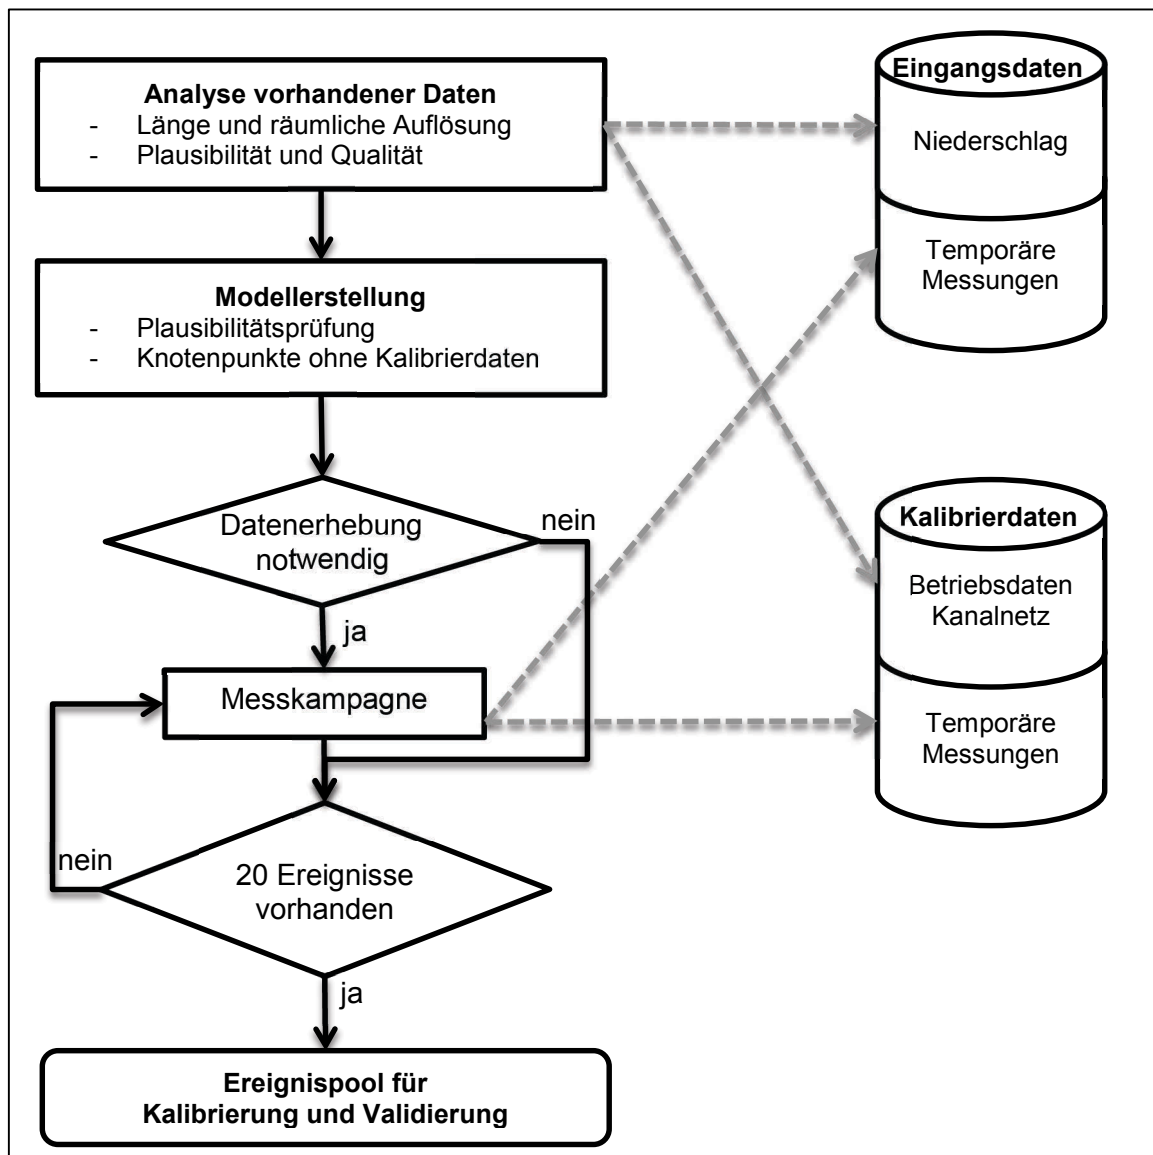 Analyse vorhandener Daten
- Länge und räumliche Auflösung
- Plausibilität und Qualität
Modellerstellung
- Plausibilitätsprüfung
- Knotenpunkte ohne Kalibrierdaten
Datenerhebung
notwendig
nein
ja
Messkampagne
nein
20 Ereignisse
vorhanden
ja
Ereignispool für
Kalibrierung und Validierung
Eingangsdaten
Niederschlag
Temporäre
Messungen
Kalibrierdaten
Betriebsdaten
Kanalnetz
Temporäre
Messungen